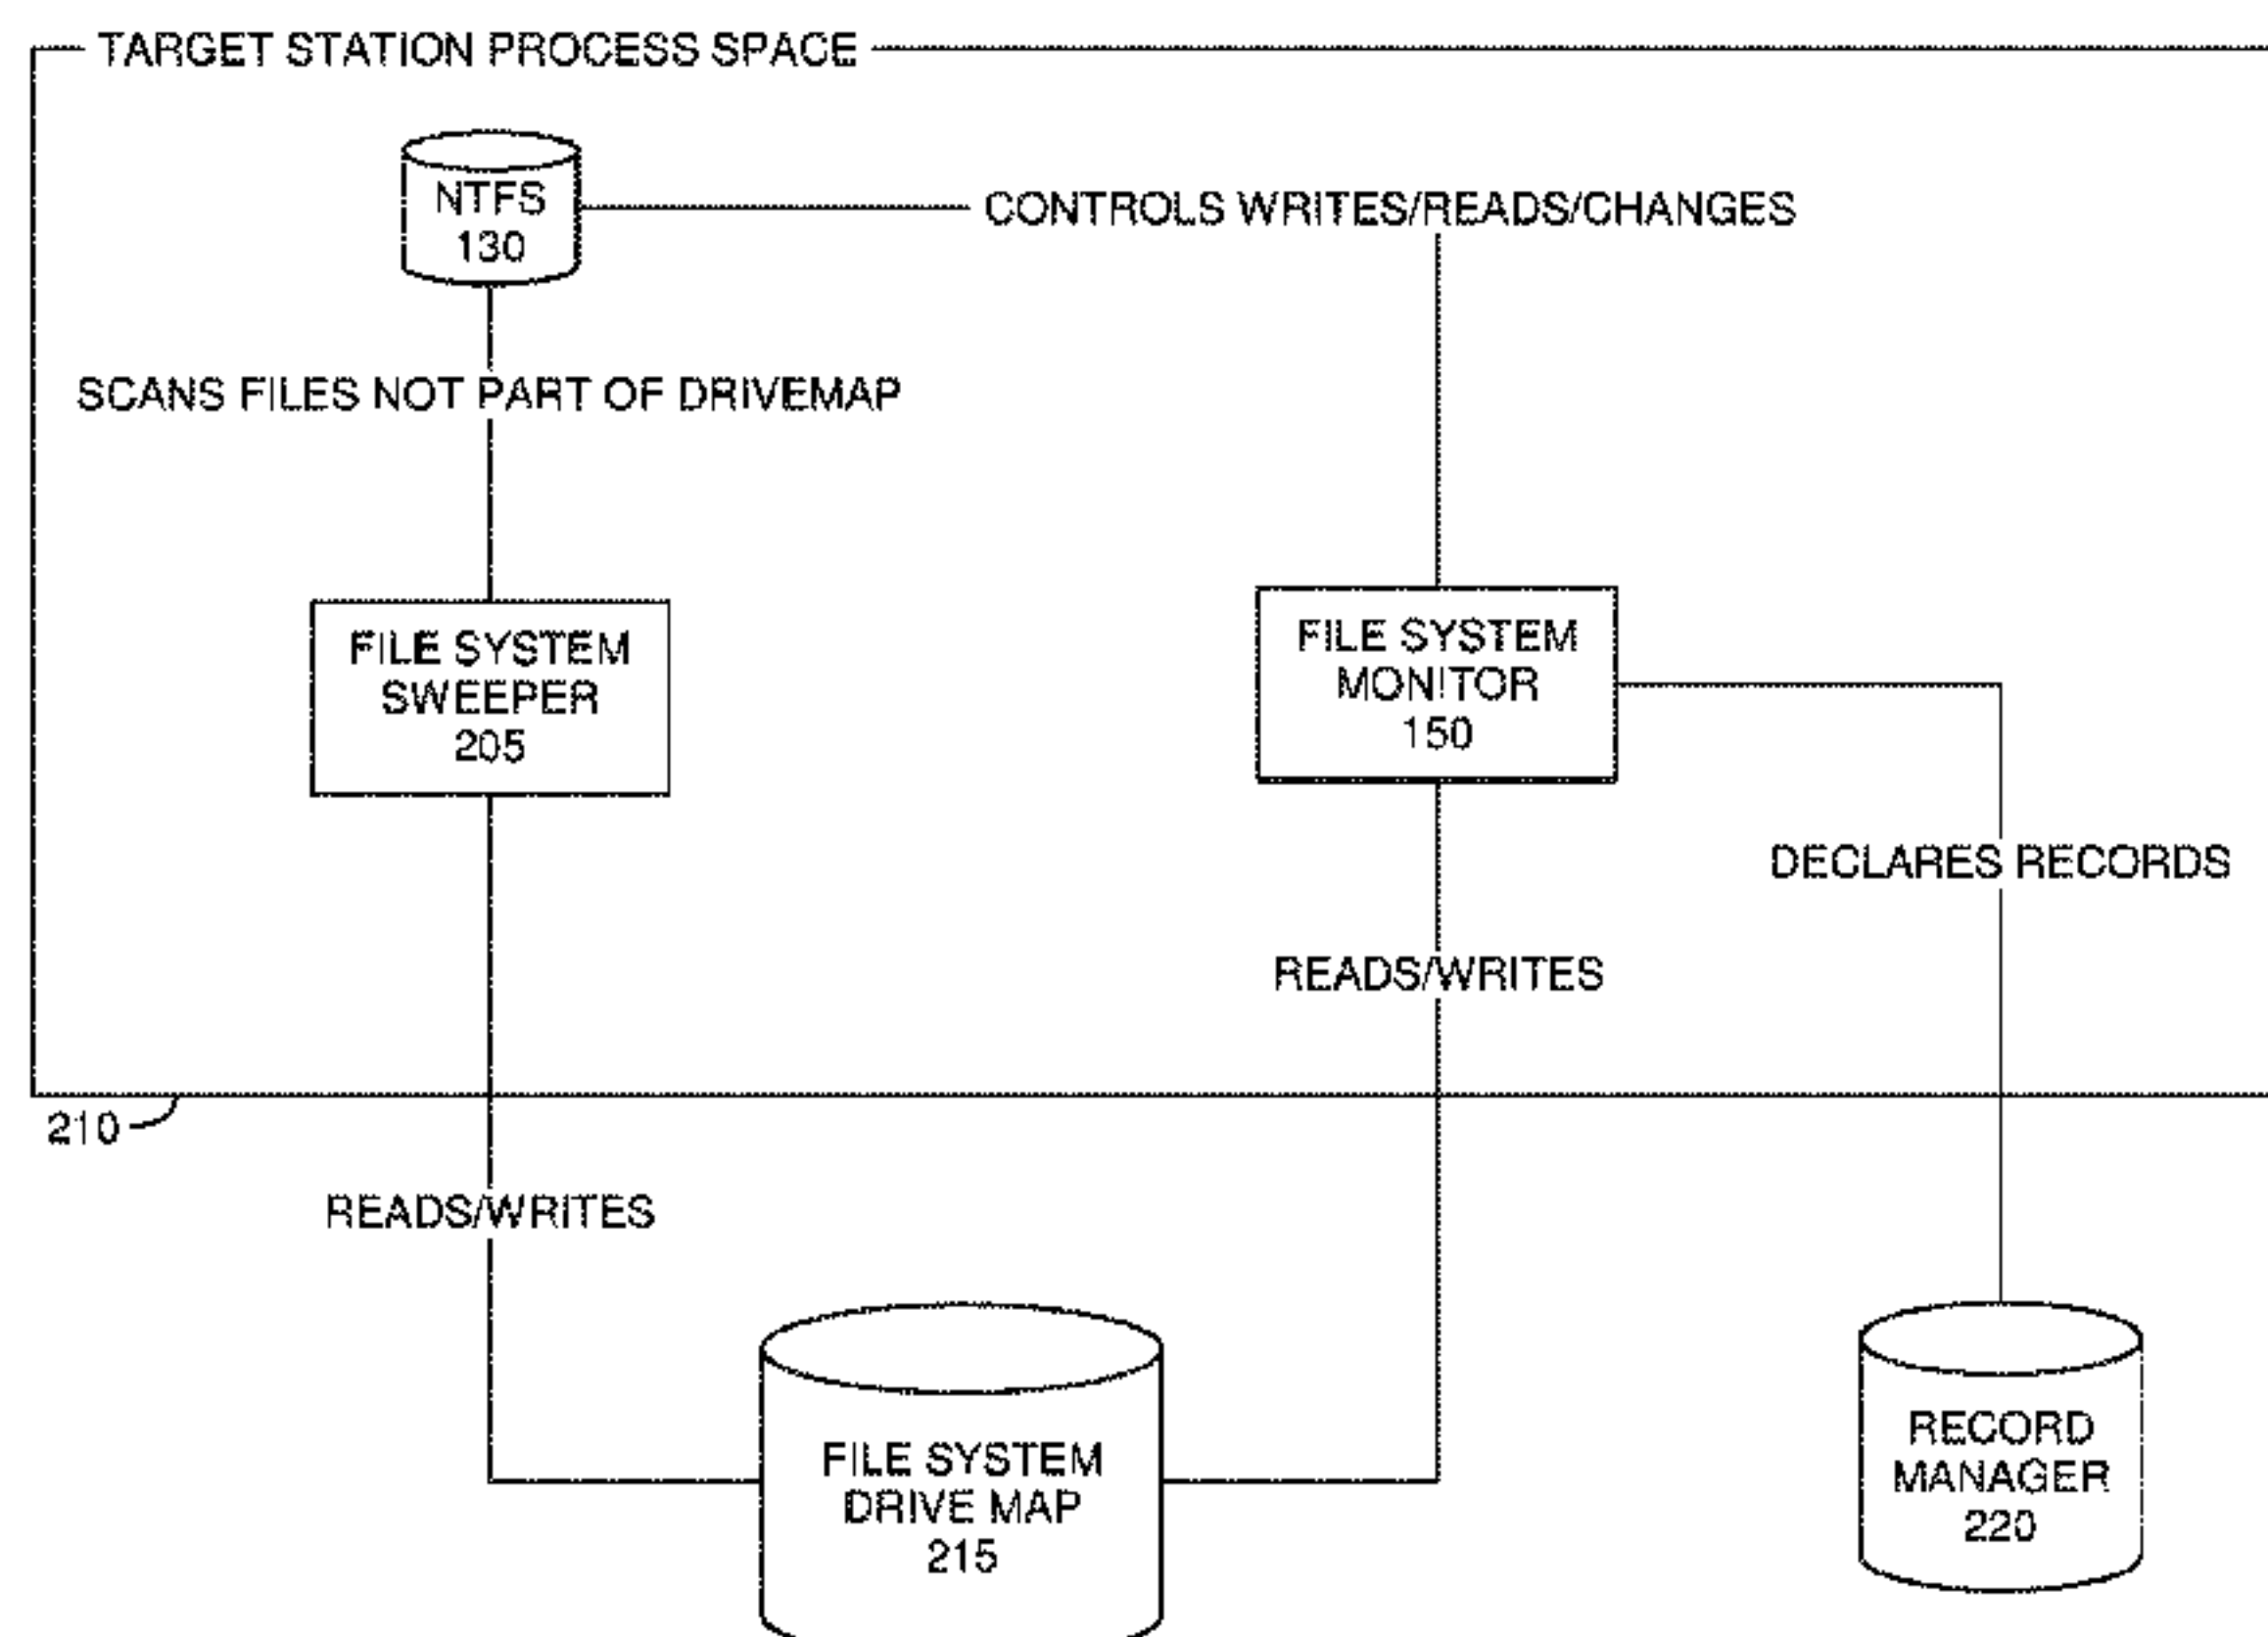 TARGET STATION PROCESS SPACE
NTFS
130
CONTROLS WRITES/READS/CHANGES
SCANS FILES NOT PART OF DRIVEMAP
FILE SYSTEM
SWEEPER
205
FILE SYSTEM
MONITOR
150
DECLARES RECORDS
READS/WRITES
210
READS/WRITES
FILE SYSTEM
DRIVE MAP
215
RECORD
MANAGER
220